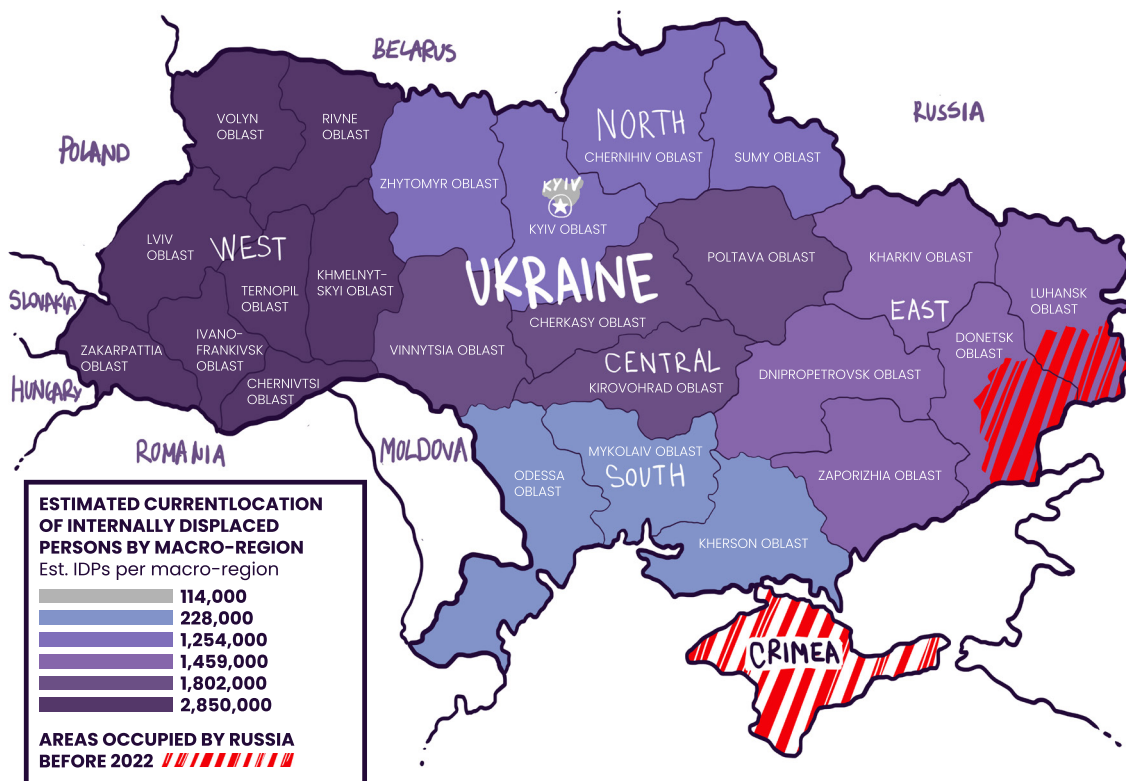 BELARUS
RUSSIA
POLAND
VOLYN
OBLAST
RIVNE
OBLAST
NORTH
CHERNIHIV OBLAST
SUMY OBLAST
ZHYTOMYR OBLAST
KYIV
KYIV OBLAST
LVIV
OBLAST
WEST
TERNOPIL
OBLAST
KHMELNYT-
SKYI OBLAST
UKRAINE
POLTAVA OBLAST
KHARKIV OBLAST
LUHANSK
OBLAST
EAST
DONETSK
OBLAST
SLOVAKIA
ZAKARPATTIA
OBLAST
IVANO-
FRANKIVSK
OBLAST
CHERNIVTSI
OBLAST
VINNYTSIA OBLAST
CHERKASY OBLAST
CENTRAL
KIROVOHRAD OBLAST
DNIPROPETROVSK OBLAST
HUNGARY
ROMANIA
MOLDOVA
ODESSA
OBLAST
MYKOLAIV OBLAST
SOUTH
ZAPORIZHIA OBLAST
KHERSON OBLAST
CRIMEA
ESTIMATED CURRENTLOCATION
OF INTERNALLY DISPLACED
PERSONS BY MACRO-REGION
Est. IDPs per macro-region
114,000
228,000
1,254,000
1,459,000
1,802,000
2,850,000
AREAS OCCUPIED BY RUSSIA
BEFORE 2022